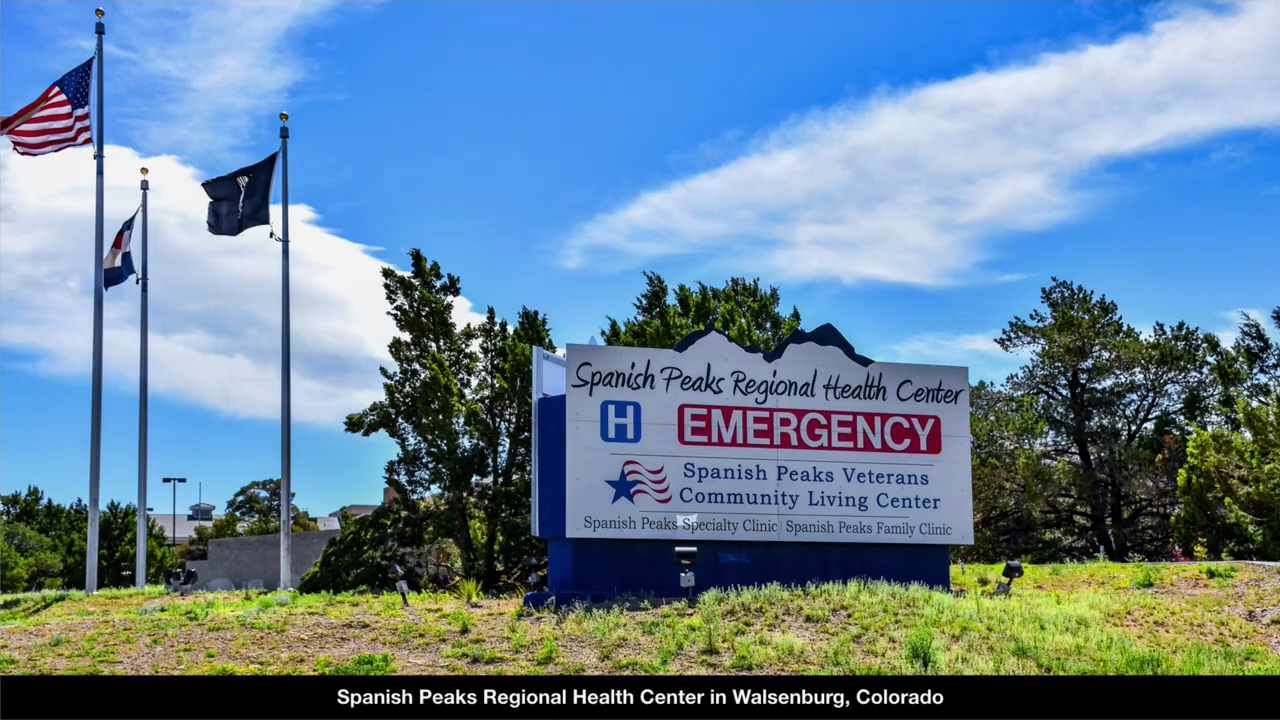 Spanish Peaks Regional Health Center
H EMERGENCY
Spanish Peaks Veterans
Community Living Center
Spanish Peaks Specialty Clinic | Spanish Peaks Family Clinic
Spanish Peaks Regional Health Center in Walsenburg, Colorado